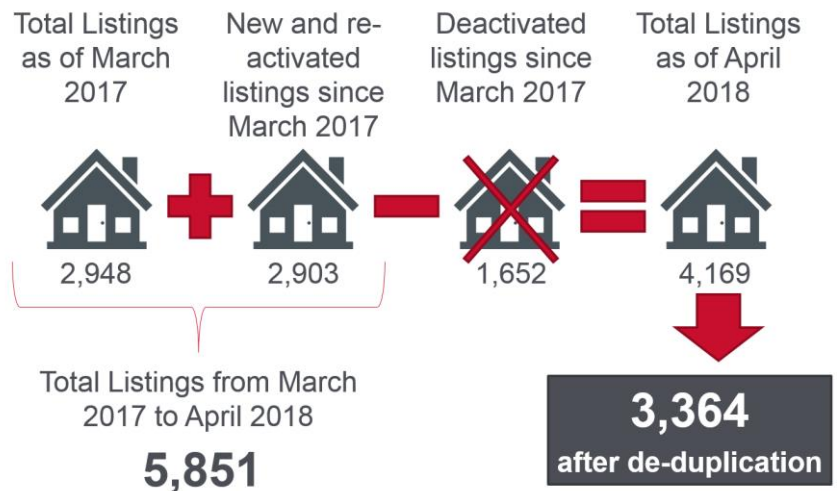 Total Listings
as of March
2017
New and re-
activated
listings since
March 2017
Deactivated
listings since
March 2017
Total Listings
as of April
2018
2,948
2,903
1,652
4,169
Total Listings from March
2017 to April 2018
5,851
3,364
after de-duplication